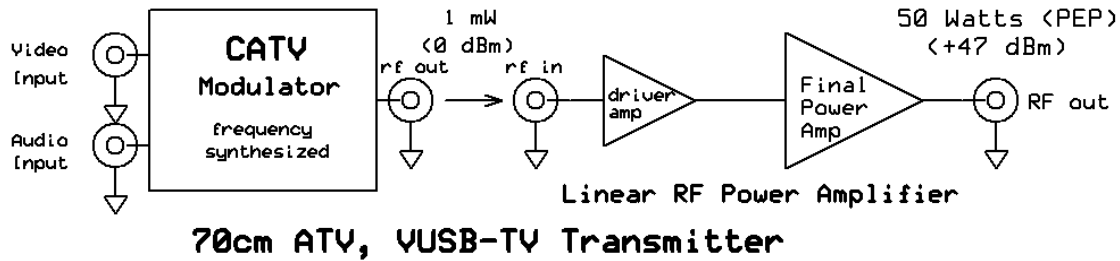 Video
Input
Audio
Input
CATV
Modulator
frequency
synthesized
1 mW
(0 dBm)
rf out
rf in
driver
amp
Final
Power
Amp
50 Watts (PEP)
(+47 dBm)
RF out
Linear RF Power Amplifier
70cm ATV, VUSB-TV Transmitter